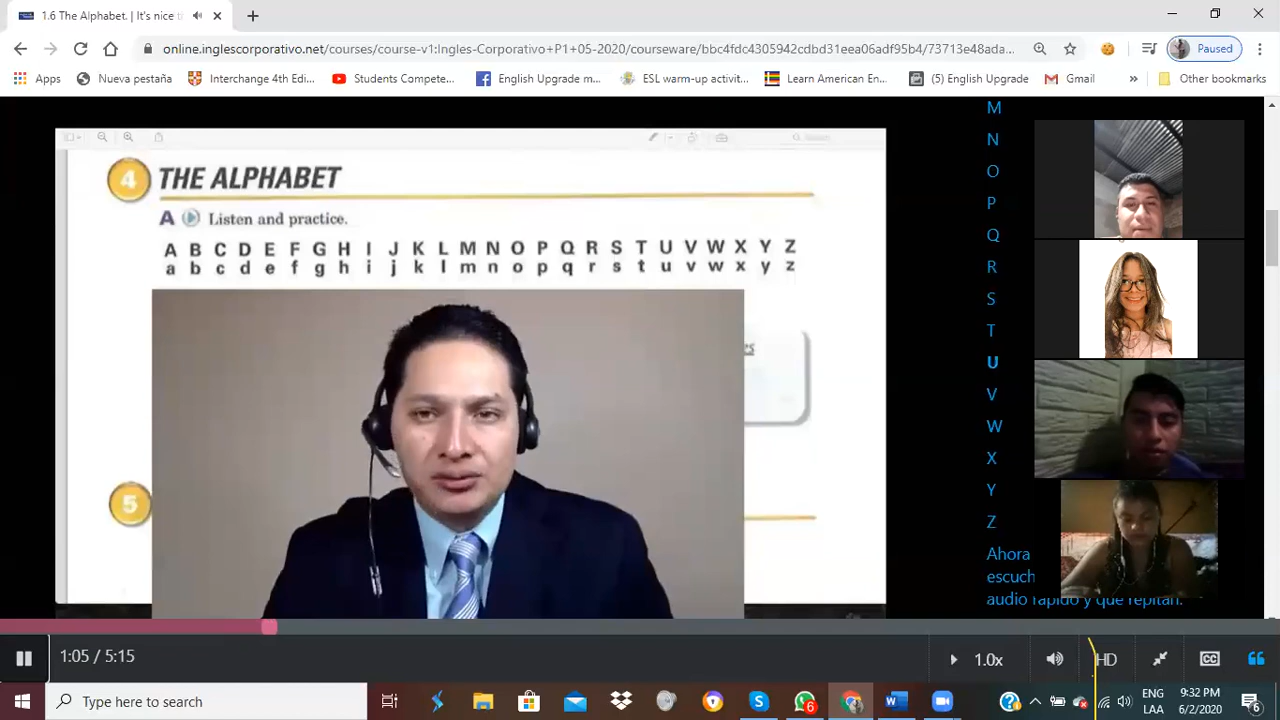 1.6 The Alphabet. | It's nice t
online.inglescorporativo.net/courses/course-v1:Ingles-Corporativo+P1+05-2020/courseware/bbc4fdc4305942cdbd31eea06adf95b4/73713e48ada...
Paused
Apps
Nueva pestaña
Interchange 4th Edi...
Students Compete...
English Upgrade m...
ESL warm-up activit...
Learn American En...
(5) English Upgrade
Gmail
Other bookmarks
4 THE ALPHABET
A Listen and practice.
A B C D E F G H I J K L M N O P Q R S T U V W X Y Z
a b c d e f g h i j k l m n o p q r s t u v w x y z
5
M
N
O
P
Q
R
S
T
U
V
W
X
Y
Z
Ahora
escuch
audio rápido y que repitan.
1:05 / 5:15
1.0x
HD
CC
Type here to search
6
ENG
LAA
9:32 PM
6/2/2020
6